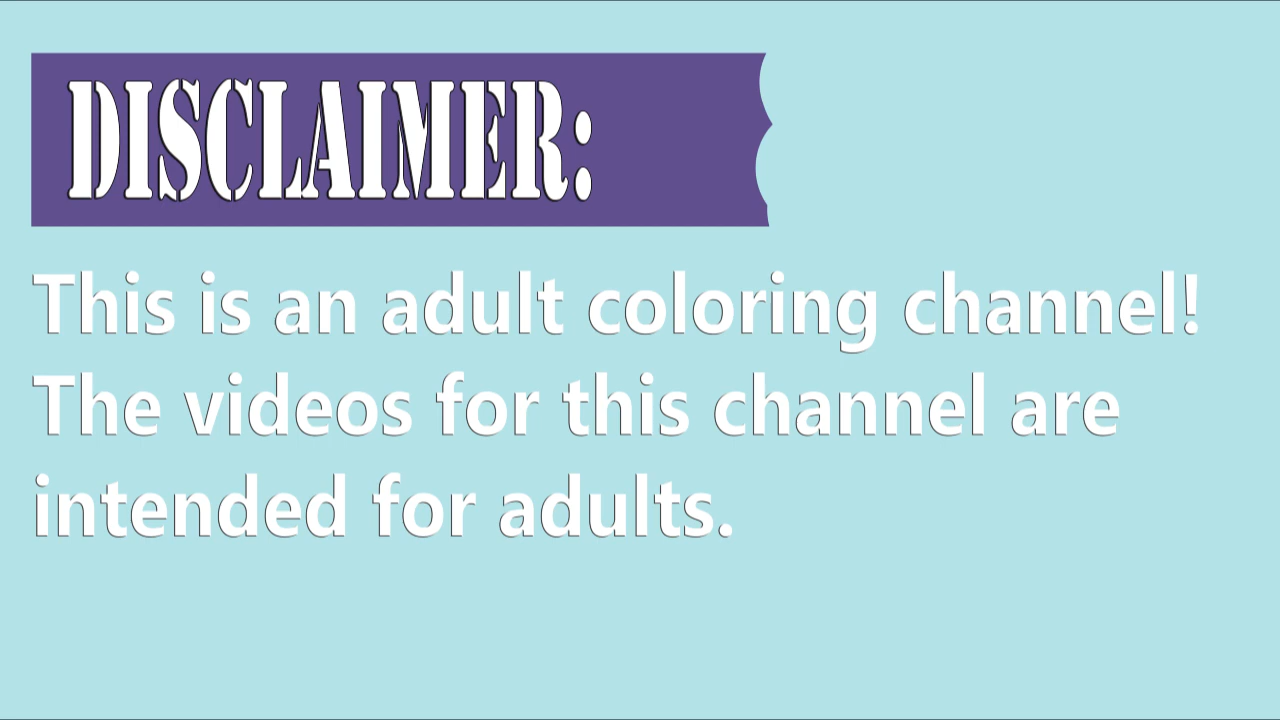 DISCLAIMER:
This is an adult coloring channel!
The videos for this channel are
intended for adults.